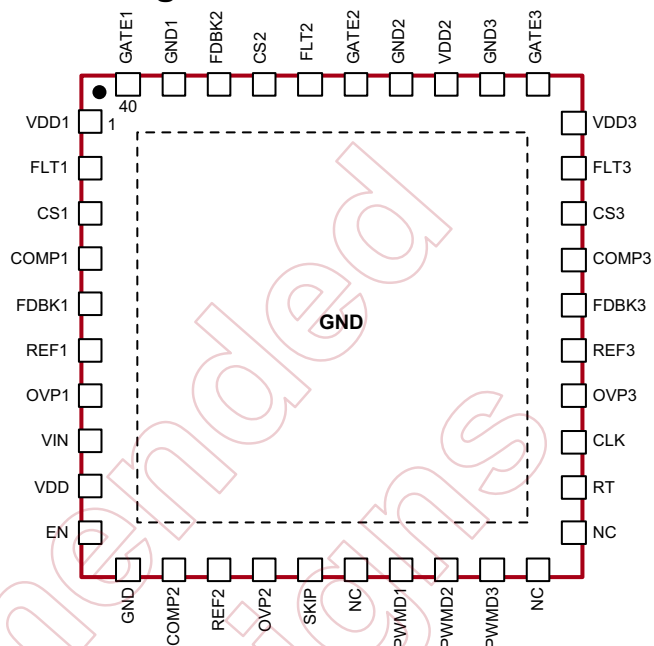 GATE1
GND1
FDBK2
CS2
FLT2
GATE2
GND2
VDD2
GND3
GATE3
40
1
VDD1
FLT1
CS1
COMP1
FDBK1
REF1
OVP1
VIN
VDD
EN
GND
VDD3
FLT3
CS3
COMP3
FDBK3
REF3
OVP3
CLK
RT
NC
GND
COMP2
REF2
OVP2
SKIP
NC
PWMD1
PWMD2
PWMD3
NC
mended
signs